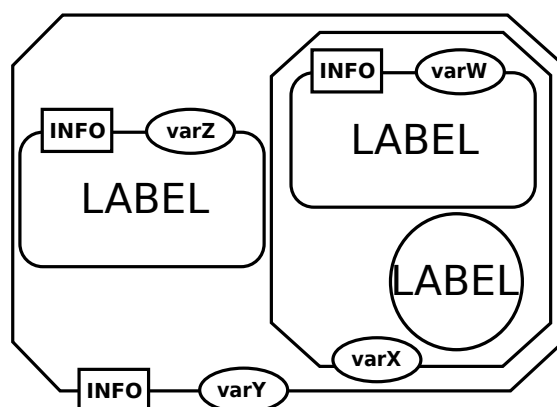 INFO varW
LABEL
INFO varZ
LABEL
LABEL
varX
INFO varY